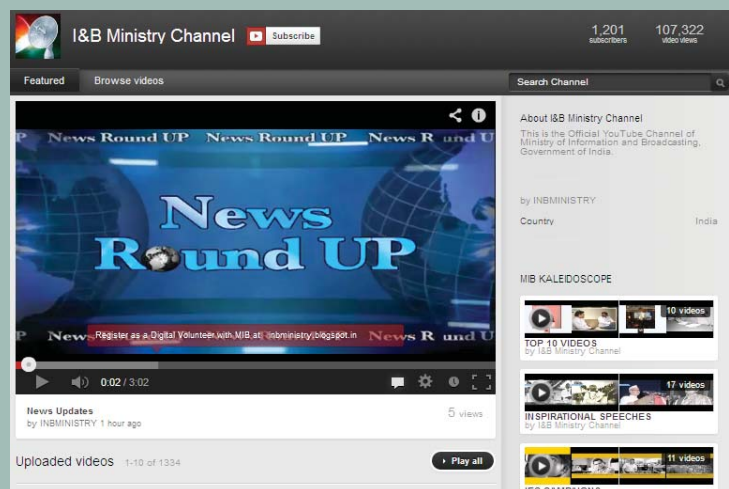 I&B Ministry Channel
Subscribe
1,201
subscribers
107,322
video views
Featured
Browse videos
Search Channel
P News Round UP News Round UP News R und U
News
Round UP
Register as a Digital Volunteer with MIB at : inbministry.blogspot.in
P News News R und U
0:02 / 3:02
News Updates
by INBMINISTRY 1 hour ago
5 views
Uploaded videos 1-10 of 1334
Play all
About I&B Ministry Channel
This is the Official YouTube Channel of
Ministry of Information and Broadcasting,
Government of India.
by INBMINISTRY
Country India
MIB KALEIDOSCOPE
10 videos
TOP 10 VIDEOS
by I&B Ministry Channel
17 videos
INSPIRATIONAL SPEECHES
by I&B Ministry Channel
11 videos